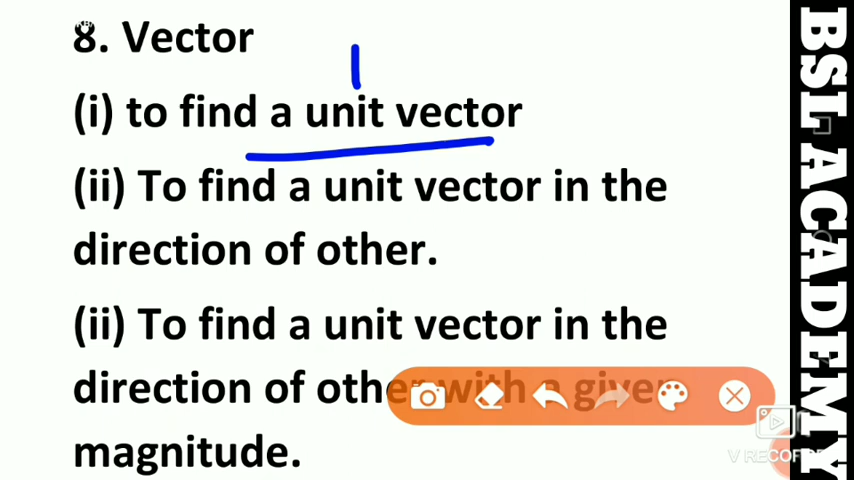 8. Vector
(i) to find a unit vector
(ii) To find a unit vector in the
direction of other.
(ii) To find a unit vector in the
direction of other with a given
magnitude.
BSL ACADEMY